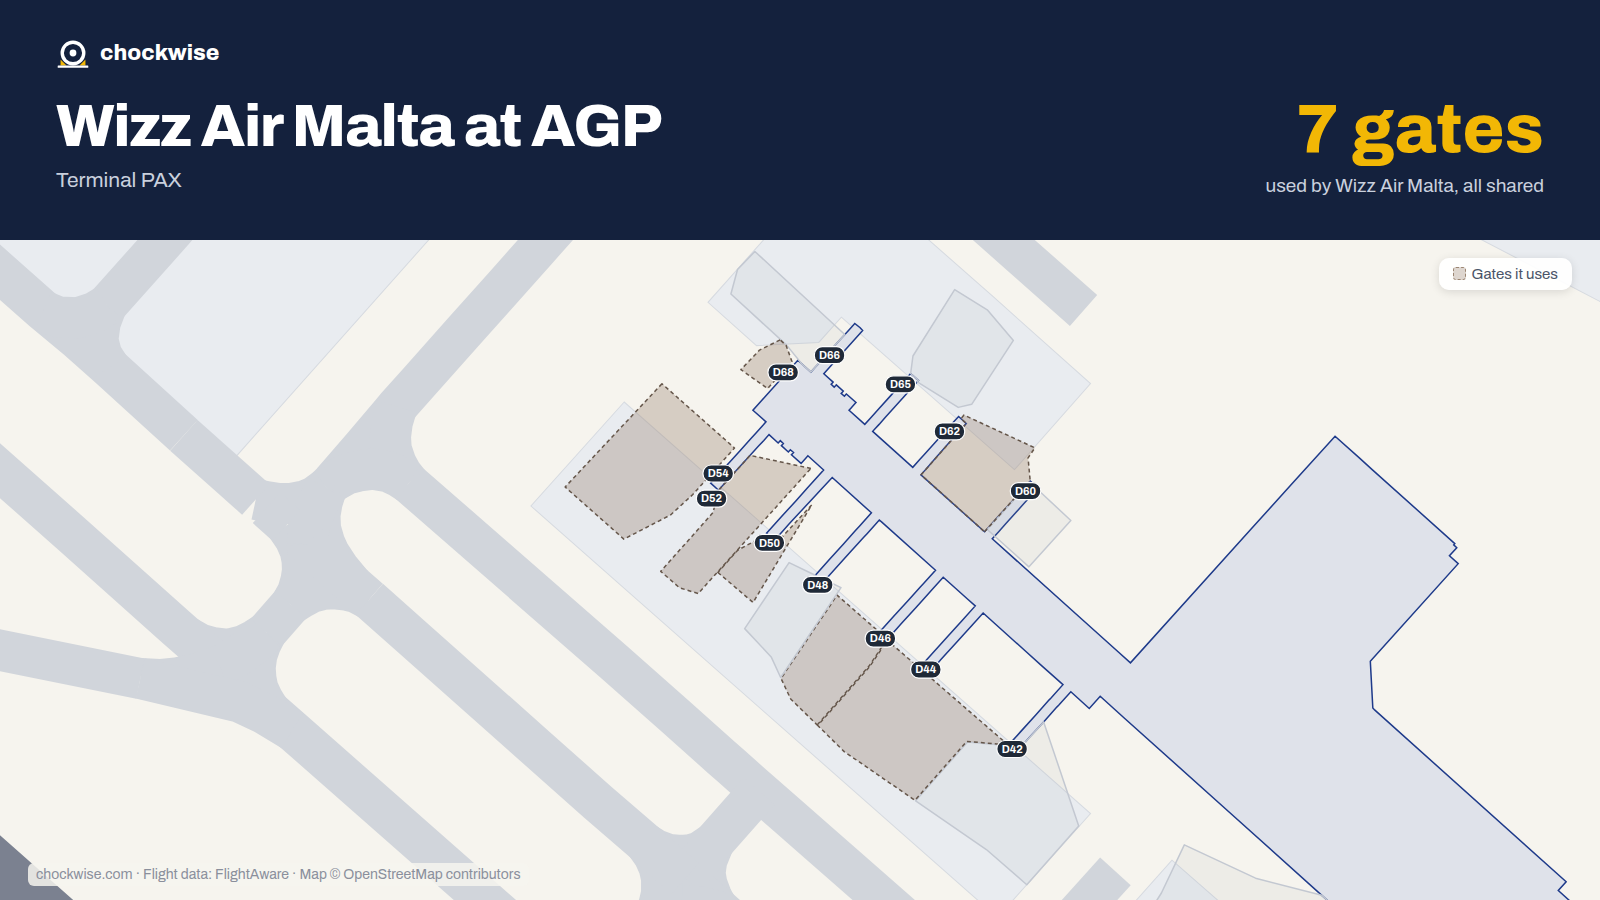 chockwise
Wizz Air Malta at AGP
Terminal PAX
7 gates
used by Wizz Air Malta, all shared
Gates it uses
D66
D68
D65
D62
D54
D60
D52
D50
D48
D46
D44
D42
chockwise.com · Flight data: FlightAware · Map © OpenStreetMap contributors